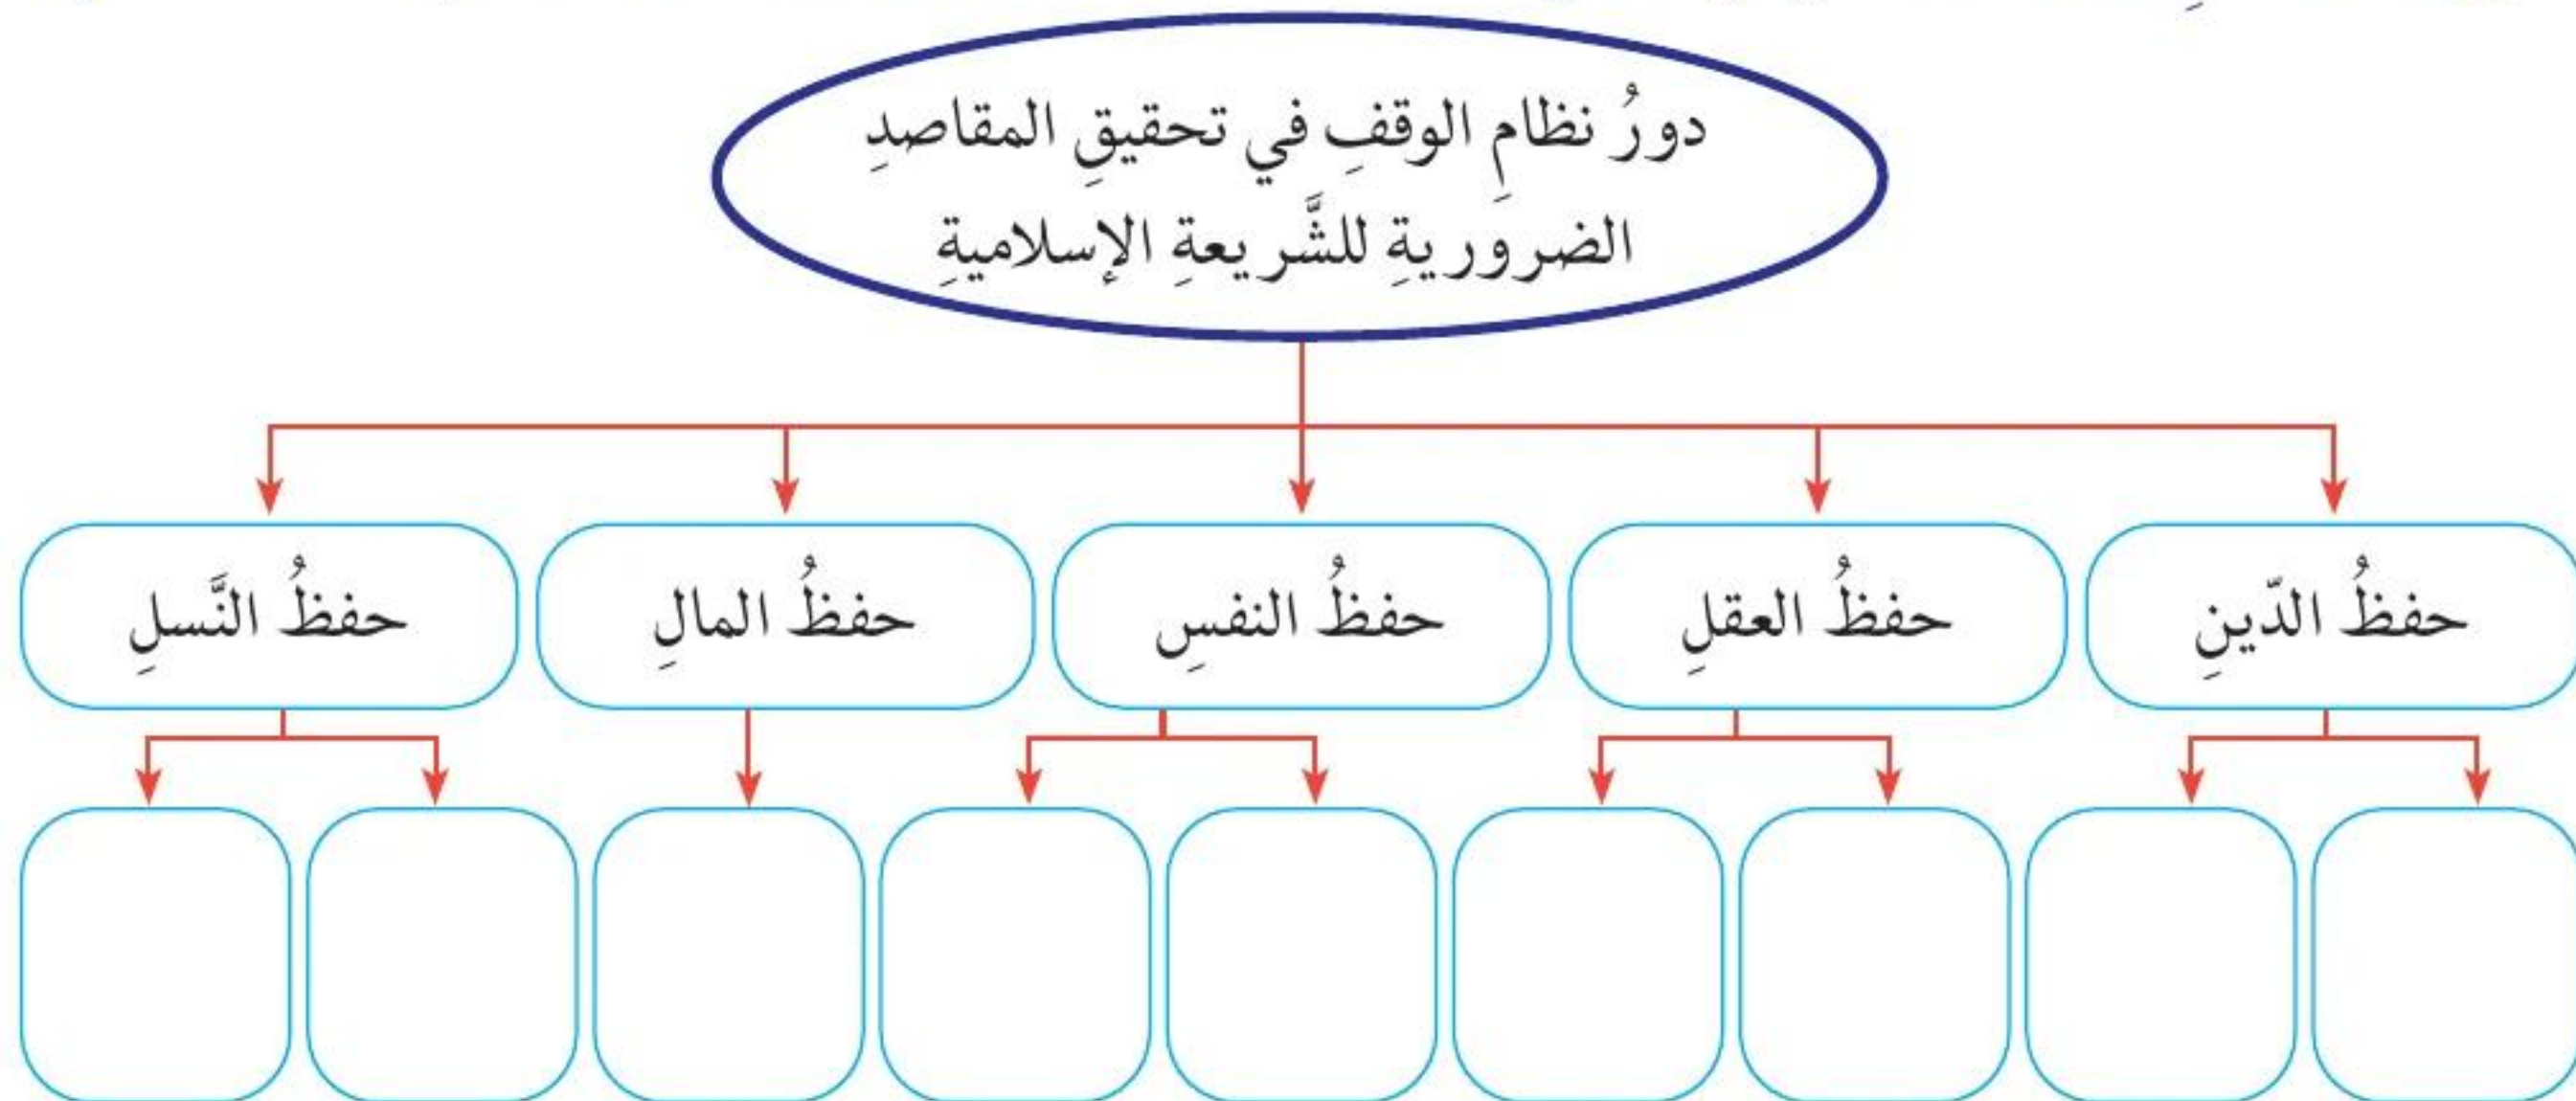 دورُ نظامِ الوقفِ في تحقيقِ المقاصدِ
الضروريةِ للشَّريعةِ الإسلاميةِ
حفظُ الدّينِ
حفظُ العقلِ
حفظُ النفسِ
حفظُ المالِ
حفظُ النَّسلِ